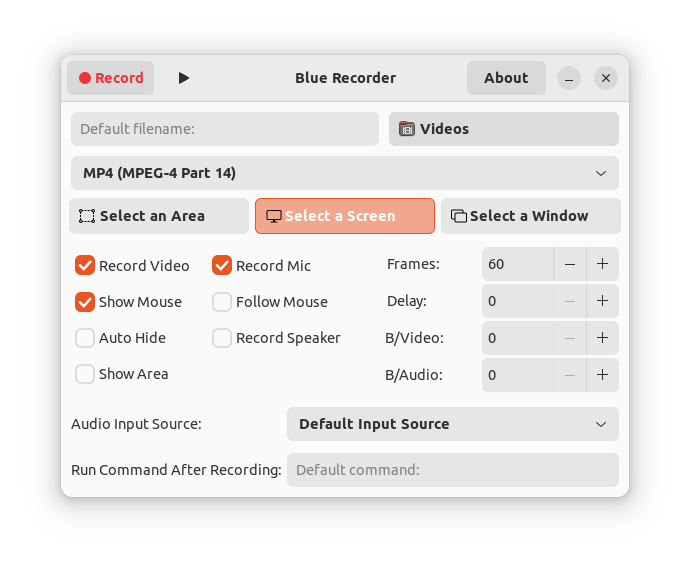 Record Blue Recorder About
Default filename: Videos
MP4 (MPEG-4 Part 14)
Select an Area Select a Screen Select a Window
Record Video Record Mic Frames: 60
Show Mouse Follow Mouse Delay: 0
Auto Hide Record Speaker B/Video: 0
Show Area B/Audio: 0
Audio Input Source: Default Input Source
Run Command After Recording: Default command: